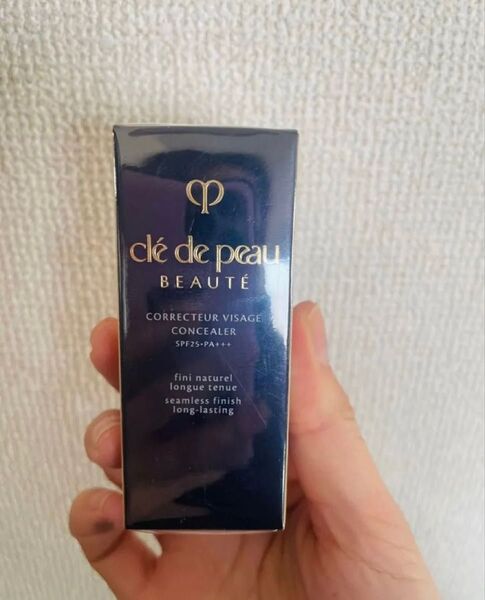 clé de peau
BEAUTÉ
CORRECTEUR VISAGE
CONCEALER
SPF25・PA+++
fini naturel
longue tenue
seamless finish
long-lasting